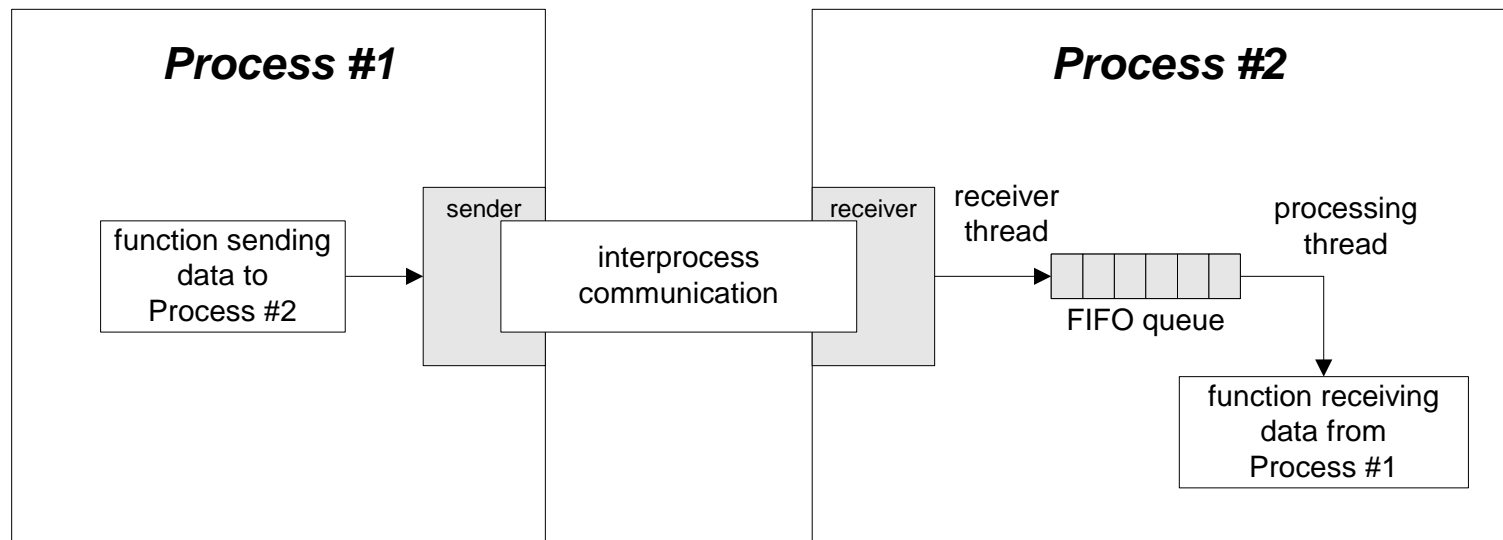 Process #1
Process #2
sender
function sending
data to
Process #2
interprocess
communication
receiver
receiver
thread
processing
thread
FIFO queue
function receiving
data from
Process #1